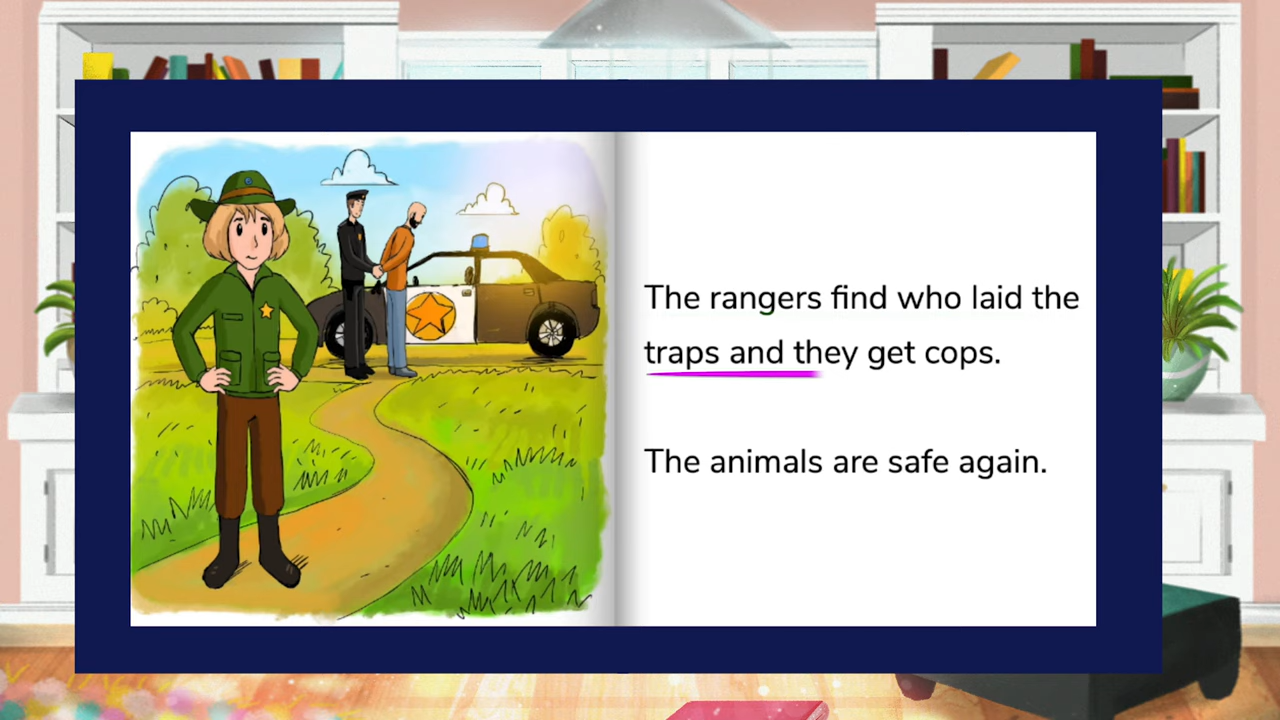 The rangers find who laid the
traps and they get cops.
The animals are safe again.